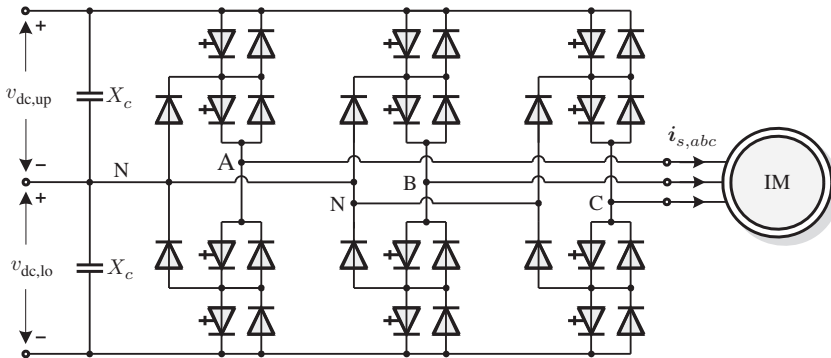 +
v_dc,up
X_c
−
N
A
i_s,abc
+
B
IM
N
C
v_dc,lo
X_c
−